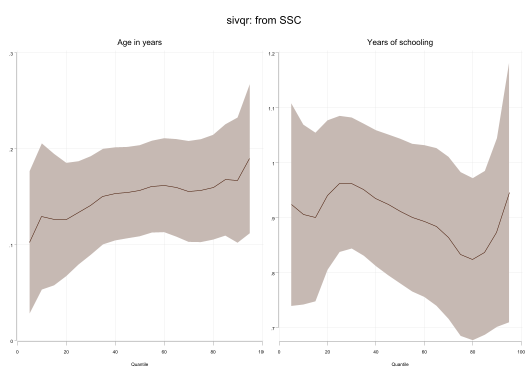 sivqr: from SSC
Age in years
Years of schooling
.3
.2
.1
0
0 20 40 60 80 100
Quantile
1.2
1.1
1
.9
.8
.7
0 20 40 60 80 100
Quantile